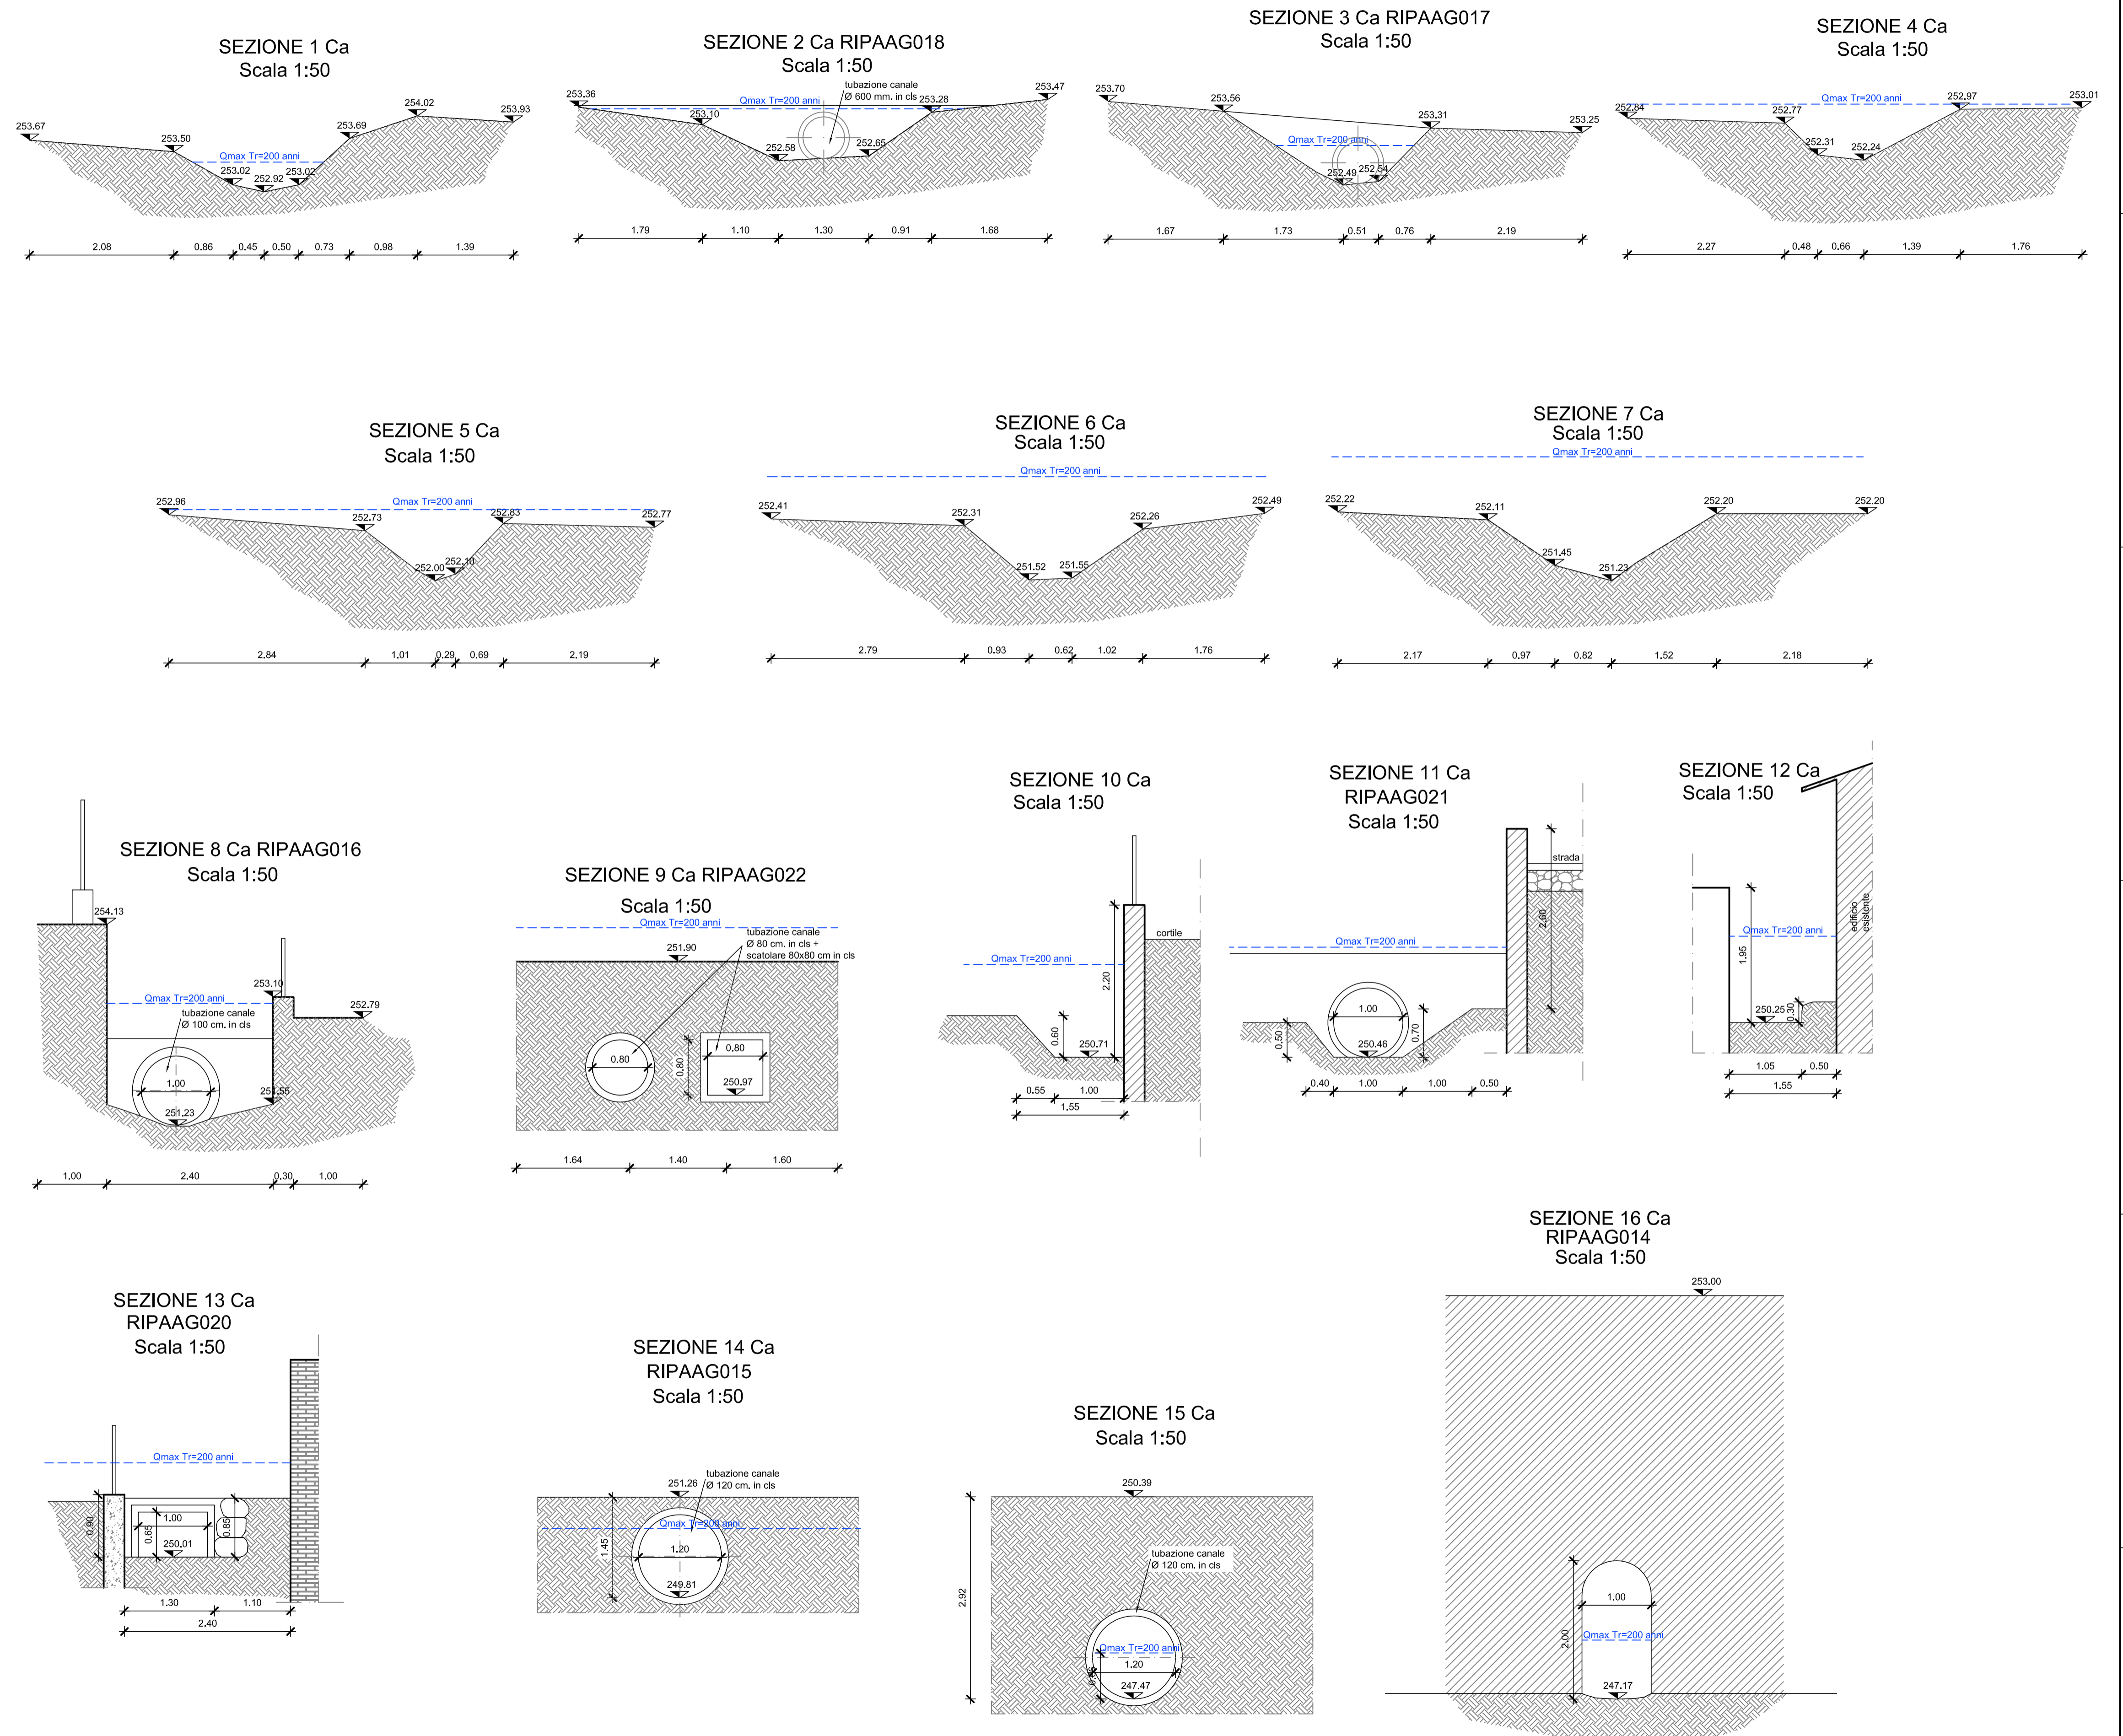 SEZIONE 1 Ca
Scala 1:50
253.67
253.50
253.02
252.92
253.02
253.69
254.02
253.93
Qmax Tr=200 anni
2.08
0.86
0.45
0.50
0.73
0.98
1.39
SEZIONE 2 Ca RIPAAG018
Scala 1:50
tubazione canale
Ø 600 mm. in cls
253.36
253.10
252.58
252.65
253.28
253.47
Qmax Tr=200 anni
1.79
1.10
1.30
0.91
1.68
SEZIONE 3 Ca RIPAAG017
Scala 1:50
253.70
253.56
252.49
252.54
253.31
253.25
Qmax Tr=200 anni
1.67
1.73
0.51
0.76
2.19
SEZIONE 4 Ca
Scala 1:50
252.84
252.77
252.31
252.24
252.97
253.01
Qmax Tr=200 anni
2.27
0.48
0.66
1.39
1.76
SEZIONE 5 Ca
Scala 1:50
252.96
252.73
252.00
252.10
252.83
252.77
Qmax Tr=200 anni
2.84
1.01
0.29
0.69
2.19
SEZIONE 6 Ca
Scala 1:50
Qmax Tr=200 anni
252.41
252.31
251.52
251.55
252.26
252.49
2.79
0.93
0.62
1.02
1.76
SEZIONE 7 Ca
Scala 1:50
Qmax Tr=200 anni
252.22
252.11
251.45
251.23
252.20
252.20
2.17
0.97
0.82
1.52
2.18
SEZIONE 8 Ca RIPAAG016
Scala 1:50
254.13
253.10
252.79
Qmax Tr=200 anni
tubazione canale
Ø 100 cm. in cls
1.00
251.55
251.23
1.00
2.40
0.30
1.00
SEZIONE 9 Ca RIPAAG022
Scala 1:50
Qmax Tr=200 anni
tubazione canale
Ø 80 cm. in cls +
scatolare 80x80 cm in cls
251.90
0.80
0.80
0.80
250.97
1.64
1.40
1.60
SEZIONE 10 Ca
Scala 1:50
cortile
Qmax Tr=200 anni
2.20
0.60
250.71
0.55
1.00
1.55
SEZIONE 11 Ca
RIPAAG021
Scala 1:50
strada
2.60
Qmax Tr=200 anni
1.00
0.50
0.70
250.46
0.40
1.00
1.00
0.50
SEZIONE 12 Ca
Scala 1:50
edificio
esistente
Qmax Tr=200 anni
1.95
250.25
0.30
1.05
0.50
1.55
SEZIONE 13 Ca
RIPAAG020
Scala 1:50
Qmax Tr=200 anni
0.90
0.65
1.00
0.85
250.01
1.30
1.10
2.40
SEZIONE 14 Ca
RIPAAG015
Scala 1:50
tubazione canale
Ø 120 cm. in cls
251.26
Qmax Tr=200 anni
1.45
1.20
249.81
SEZIONE 15 Ca
Scala 1:50
250.39
2.92
tubazione canale
Ø 120 cm. in cls
Qmax Tr=200 anni
1.20
247.47
SEZIONE 16 Ca
RIPAAG014
Scala 1:50
253.00
1.00
2.00
Qmax Tr=200 anni
247.17